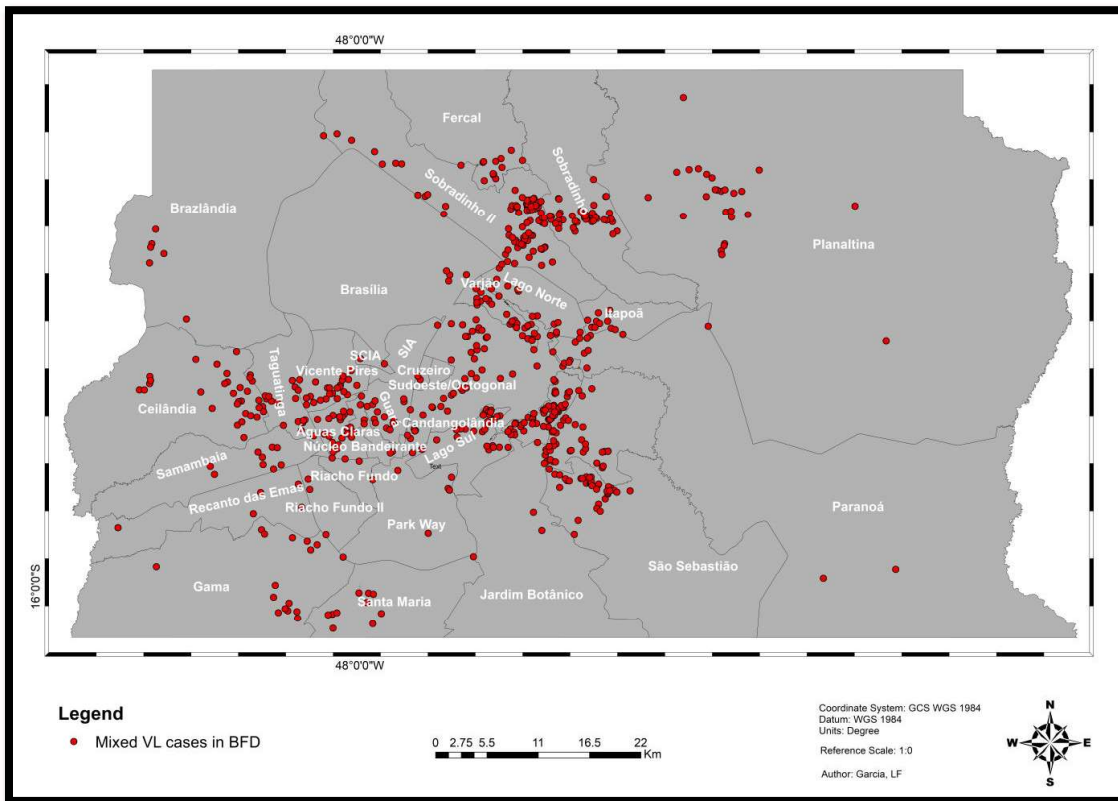 48°0'0"W
Fercal
Sobradinho
Sobradinho II
Brazlândia
Planaltina
Brasília
Varjão
Lago Norte
Itapoã
SIA
SCIA
Taguatinga
Vicente Pires
Cruzeiro
Sudoeste/Octogonal
Ceilândia
Guará
Candangolândia
Águas Claras
Núcleo Bandeirante
Lago Sul
Text
Samambaia
Riacho Fundo
Recanto das Emas
Riacho Fundo II
Park Way
Paranoá
São Sebastião
Gama
Jardim Botânico
Santa Maria
16°0'0"S
48°0'0"W
Legend
Mixed VL cases in BFD
0 2.75 5.5 11 16.5 22
Km
Coordinate System: GCS WGS 1984
Datum: WGS 1984
Units: Degree
Reference Scale: 1:0
Author: Garcia, LF
N
W
E
S